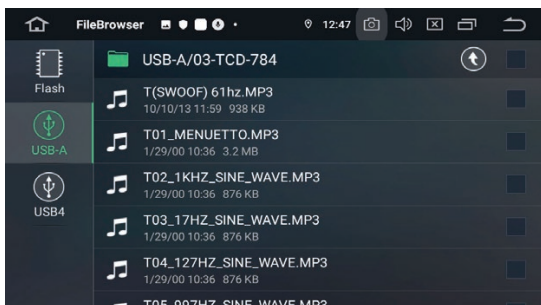 FileBrowser
12:47
Flash
USB-A
USB4
USB-A/03-TCD-784
T(SWOOF) 61hz.MP3
10/10/13 11:59 938 KB
T01_MENUETTO.MP3
1/29/00 10:36 3.2 MB
T02_1KHZ_SINE_WAVE.MP3
1/29/00 10:36 876 KB
T03_17HZ_SINE_WAVE.MP3
1/29/00 10:36 876 KB
T04_127HZ_SINE_WAVE.MP3
1/29/00 10:36 876 KB
T05_997HZ_SINE_WAVE.MP3